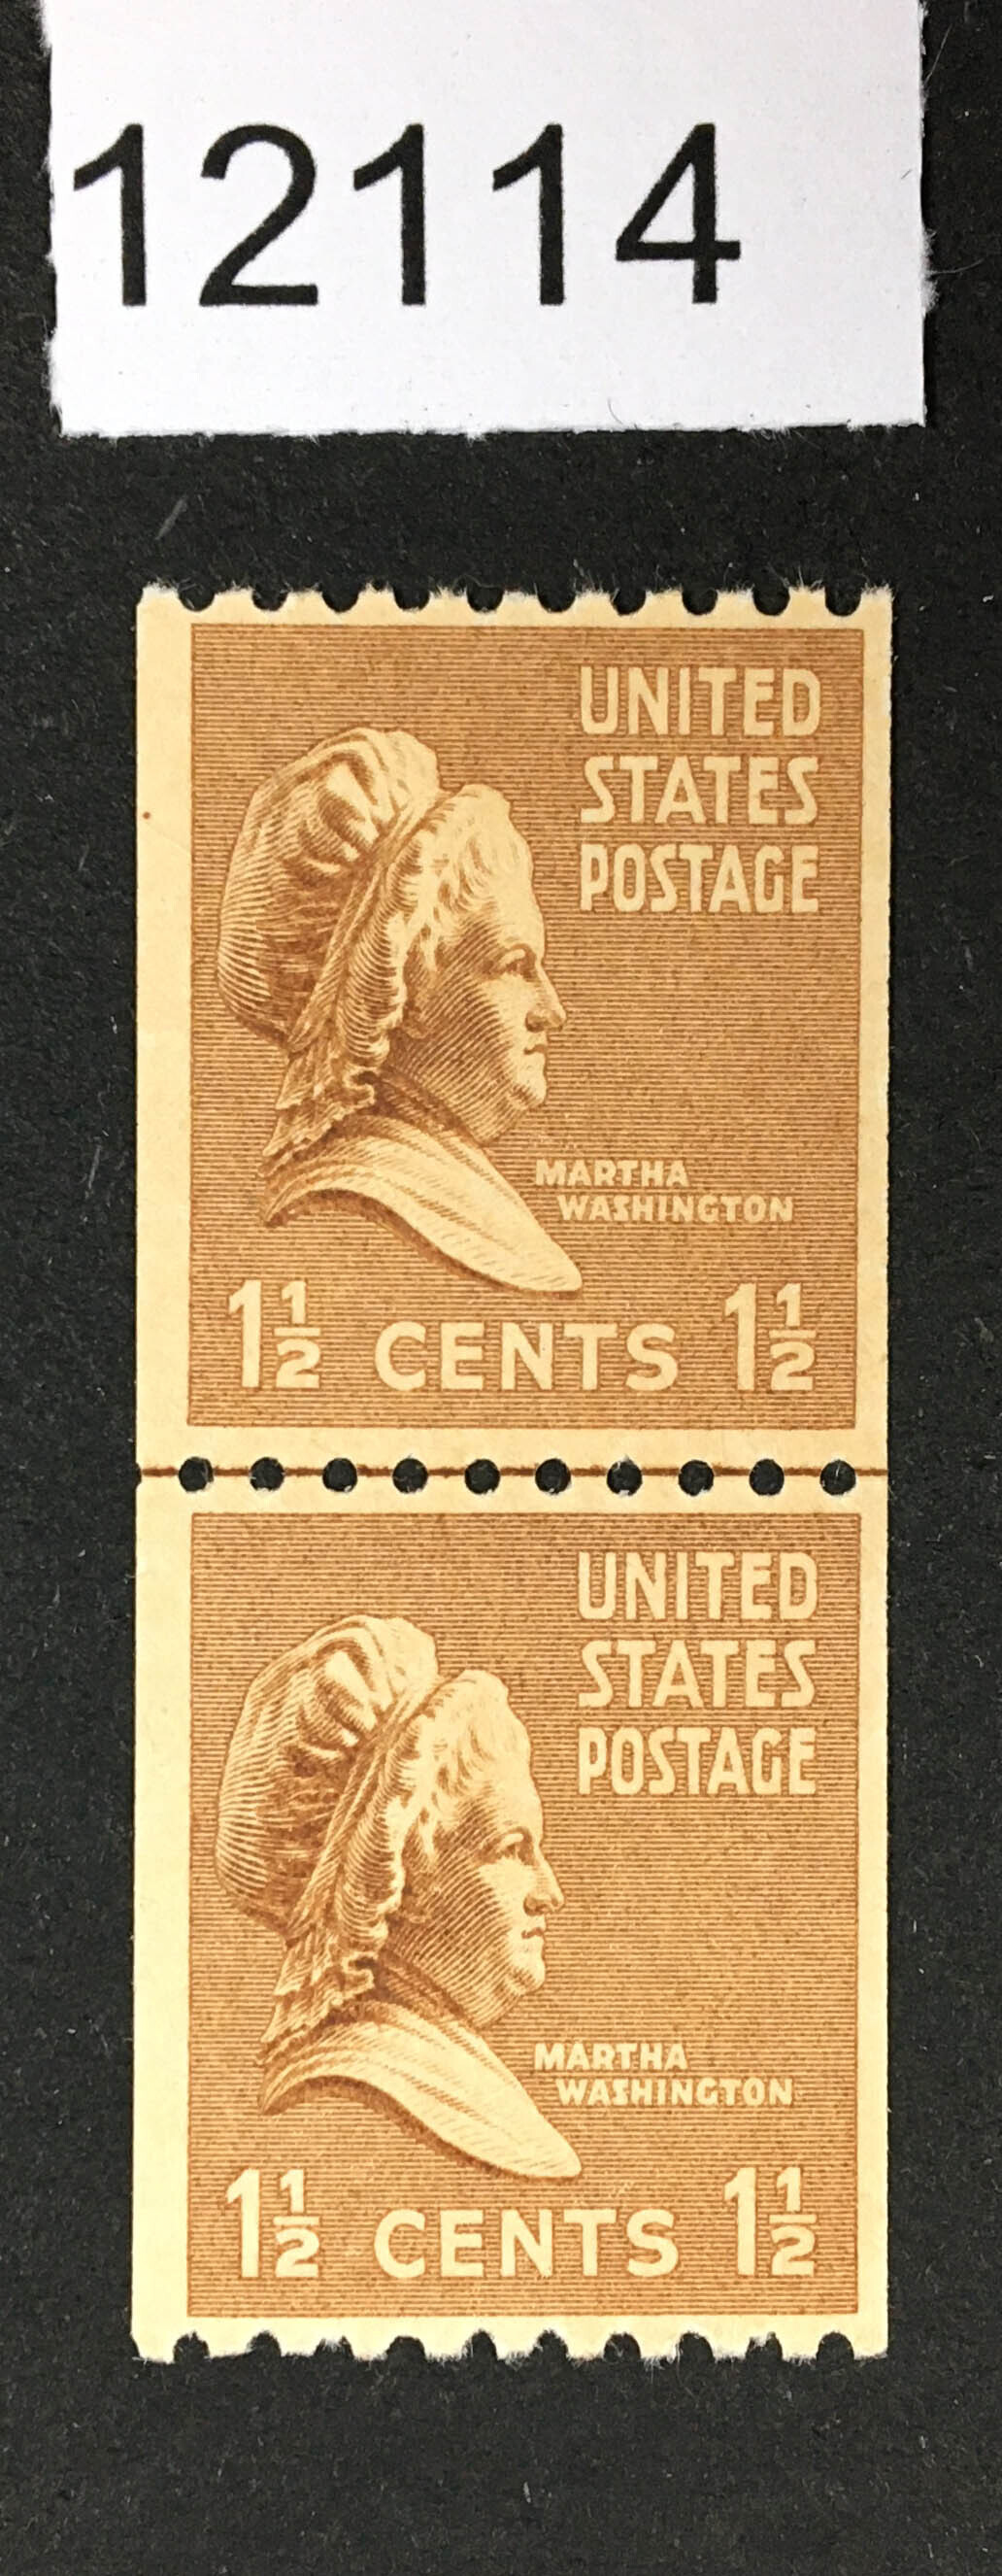 12114
UNITED
STATES
POSTAGE
MARTHA
WASHINGTON
1½ CENTS 1½
UNITED
STATES
POSTAGE
MARTHA
WASHINGTON
1½ CENTS 1½